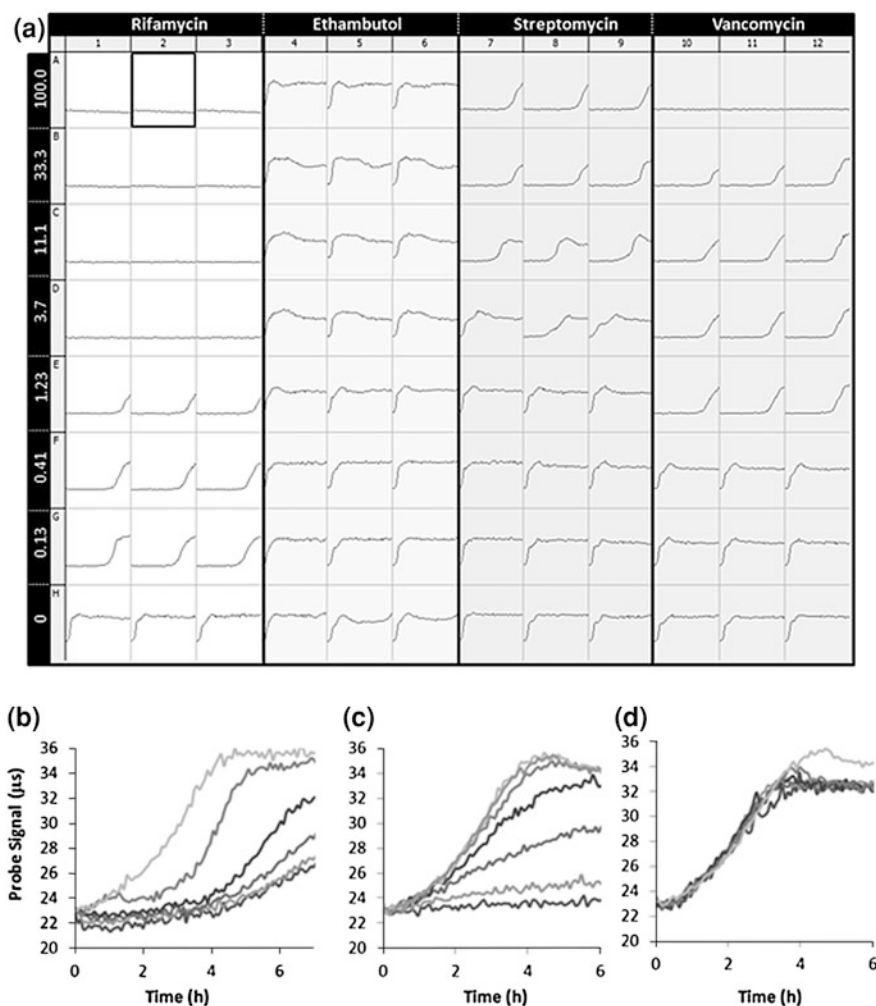 (a)
Rifamycin Ethambutol Streptomycin Vancomycin
1 2 3 4 5 6 7 8 9 10 11 12
100.0 A
33.3 B
11.1 C
3.7 D
1.23 E
0.41 F
0.13 G
0 H
(b) (c) (d)
Probe Signal (µs)
36 34 32 30 28 26 24 22 20
0 2 4 6
Time (h)
36 34 32 30 28 26 24 22 20
0 2 4 6
Time (h)
36 34 32 30 28 26 24 22 20
0 2 4 6
Time (h)